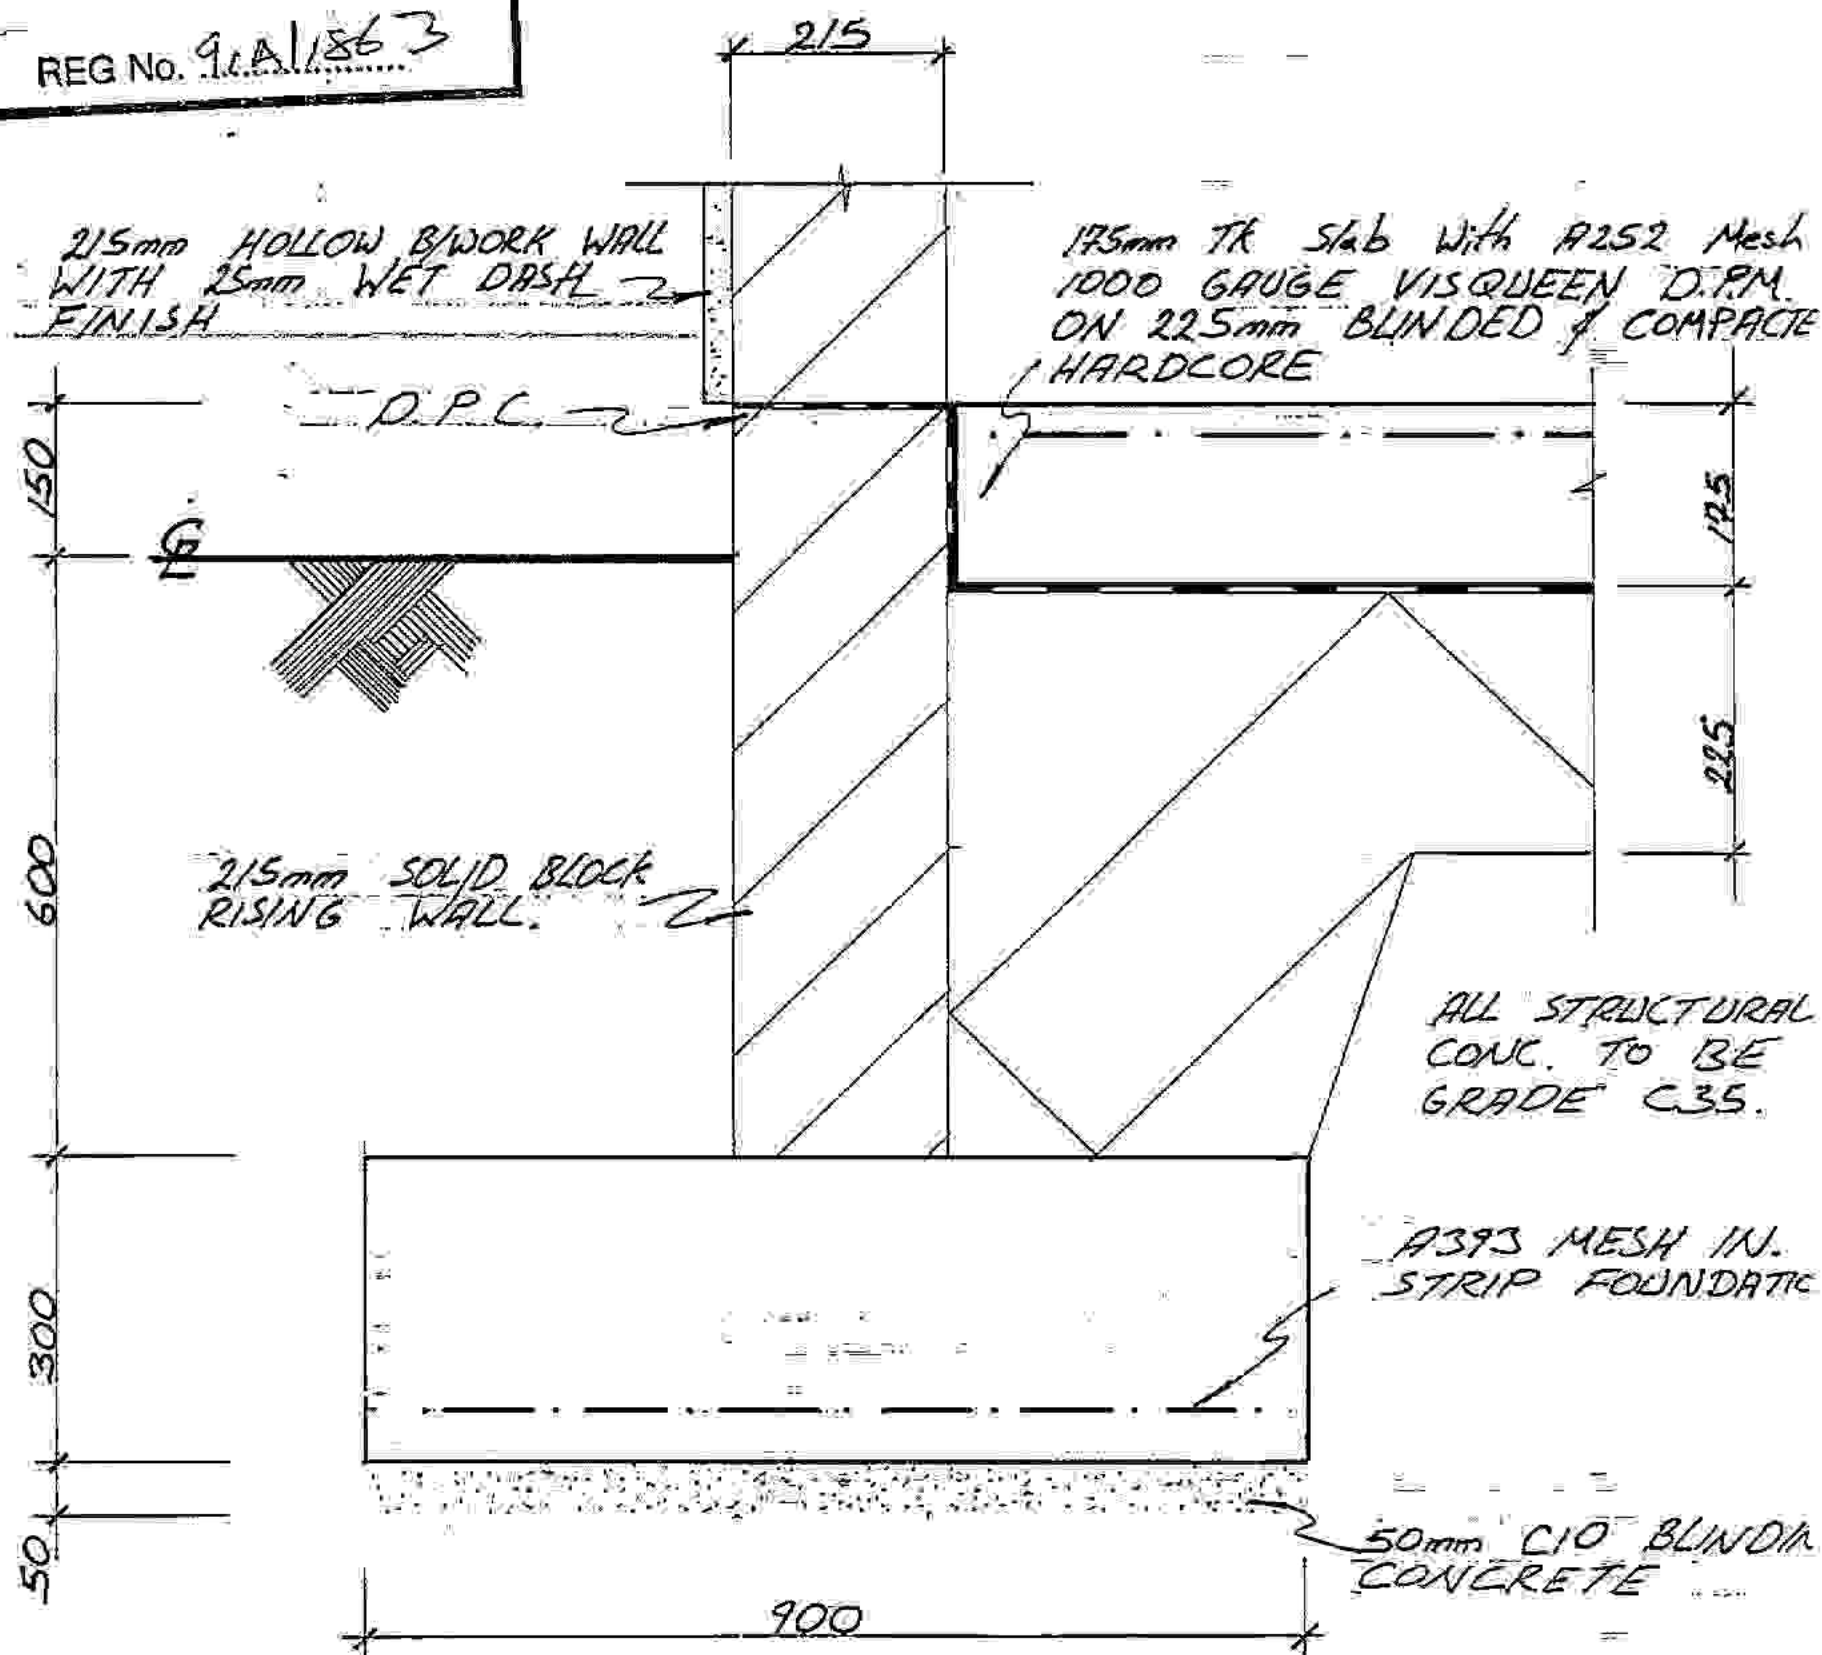 REG No. 91A/1863
215
215mm HOLLOW B/WORK WALL
WITH 25mm WET DASH
FINISH
175mm TK Slab With A252 Mesh
1000 GAUGE VISQUEEN D.P.M.
ON 225mm BLINDED & COMPACTE
HARDCORE
D.P.C.
150
175
225
600
215mm SOLID BLOCK
RISING WALL.
ALL STRUCTURAL
CONC. TO BE
GRADE C35.
A393 MESH IN.
STRIP FOUNDATIO
300
50mm C10 BLINDIN
CONCRETE
50
900